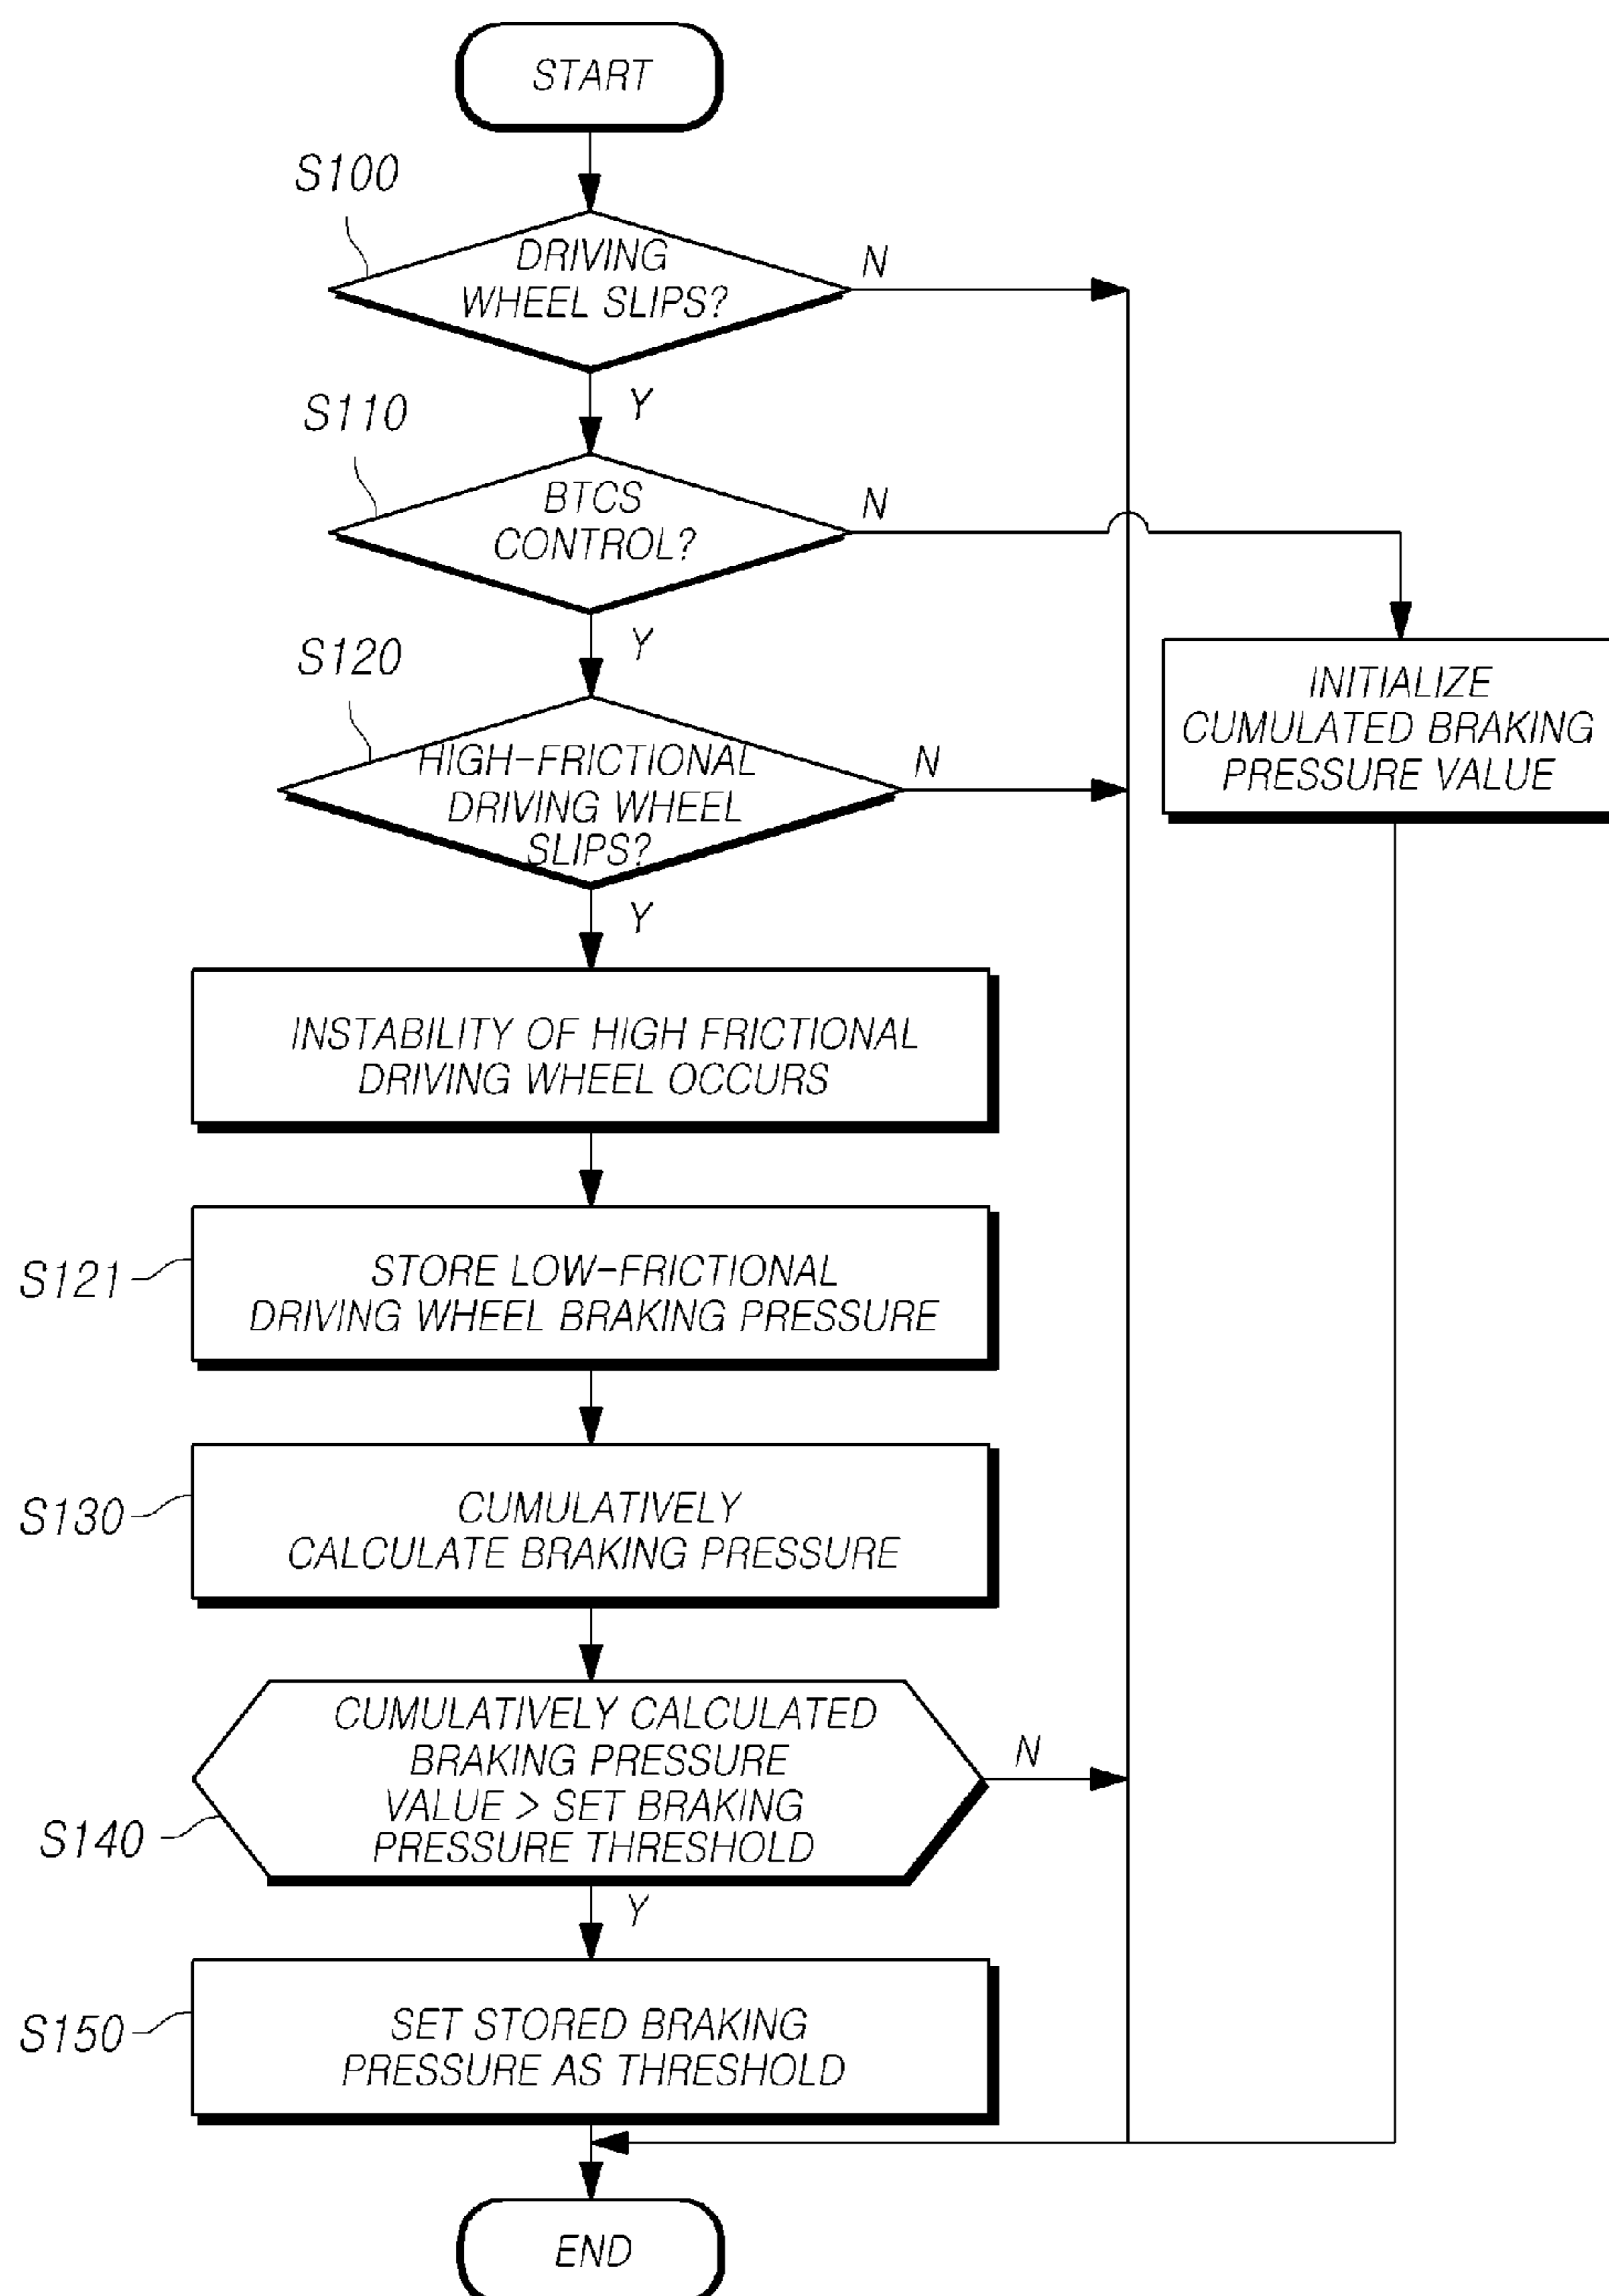 START
S100
DRIVING
WHEEL SLIPS?
N
Y
S110
BTCS
CONTROL?
N
Y
S120
HIGH-FRICTIONAL
DRIVING WHEEL
SLIPS?
N
Y
INITIALIZE
CUMULATED BRAKING
PRESSURE VALUE
INSTABILITY OF HIGH FRICTIONAL
DRIVING WHEEL OCCURS
S121
STORE LOW-FRICTIONAL
DRIVING WHEEL BRAKING PRESSURE
S130
CUMULATIVELY
CALCULATE BRAKING PRESSURE
S140
CUMULATIVELY CALCULATED
BRAKING PRESSURE
VALUE > SET BRAKING
PRESSURE THRESHOLD
N
Y
S150
SET STORED BRAKING
PRESSURE AS THRESHOLD
END